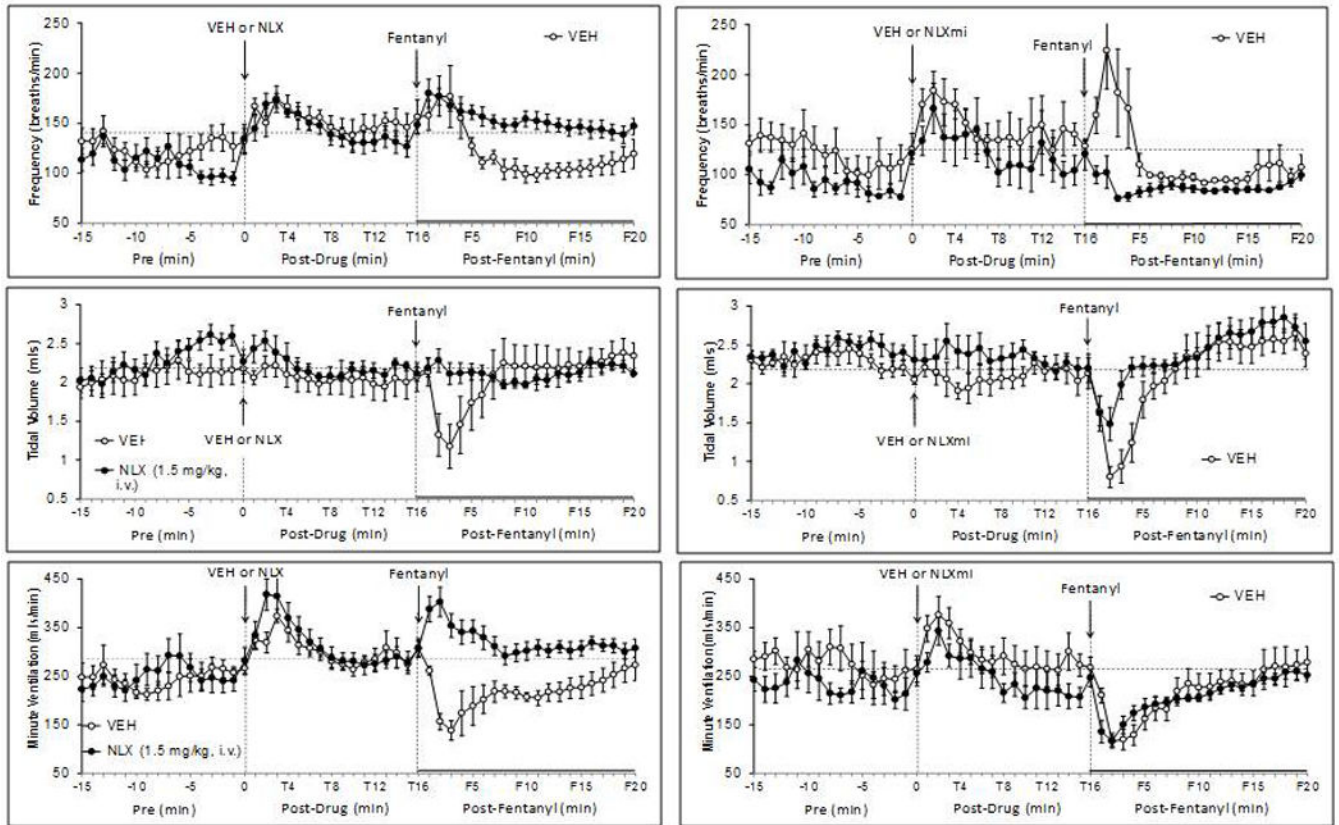 VEH or NLX
Fentanyl
VEH
Frequency (breaths/min)
250
200
150
100
50
-15 -10 -5 0 T4 T8 T12 T16 F5 F10 F15 F20
Pre (min) Post-Drug (min) Post-Fentanyl (min)
VEH or NLXmi
Fentanyl
VEH
Frequency (breaths/min)
250
200
150
100
50
-15 -10 -5 0 T4 T8 T12 T16 F5 F10 F15 F20
Pre (min) Post-Drug (min) Post-Fentanyl (min)
Fentanyl
Tidal Volume (mls)
3
2.5
2
1.5
1
0.5
VEH or NLX
VEH
NLX (1.5 mg/kg,
i.v.)
-15 -10 -5 0 T4 T8 T12 T16 F5 F10 F15 F20
Pre (min) Post-Drug (min) Post-Fentanyl (min)
Fentanyl
Tidal Volume (mls)
3
2.5
2
1.5
1
0.5
VEH or NLXmi
VEH
-15 -10 -5 0 T4 T8 T12 T16 F5 F10 F15 F20
Pre (min) Post-Drug (min) Post-Fentanyl (min)
VEH or NLX
Fentanyl
Minute Ventilation (mls/min)
450
350
250
150
50
VEH
NLX (1.5 mg/kg, i.v.)
-15 -10 -5 0 T4 T8 T12 T16 F5 F10 F15 F20
Pre (min) Post-Drug (min) Post-Fentanyl (min)
VEH or NLXmi
Fentanyl
VEH
Minute Ventilation (mls/min)
450
350
250
150
50
-15 -10 -5 0 T4 T8 T12 T16 F5 F10 F15 F20
Pre (min) Post-Drug (min) Post-Fentanyl (min)